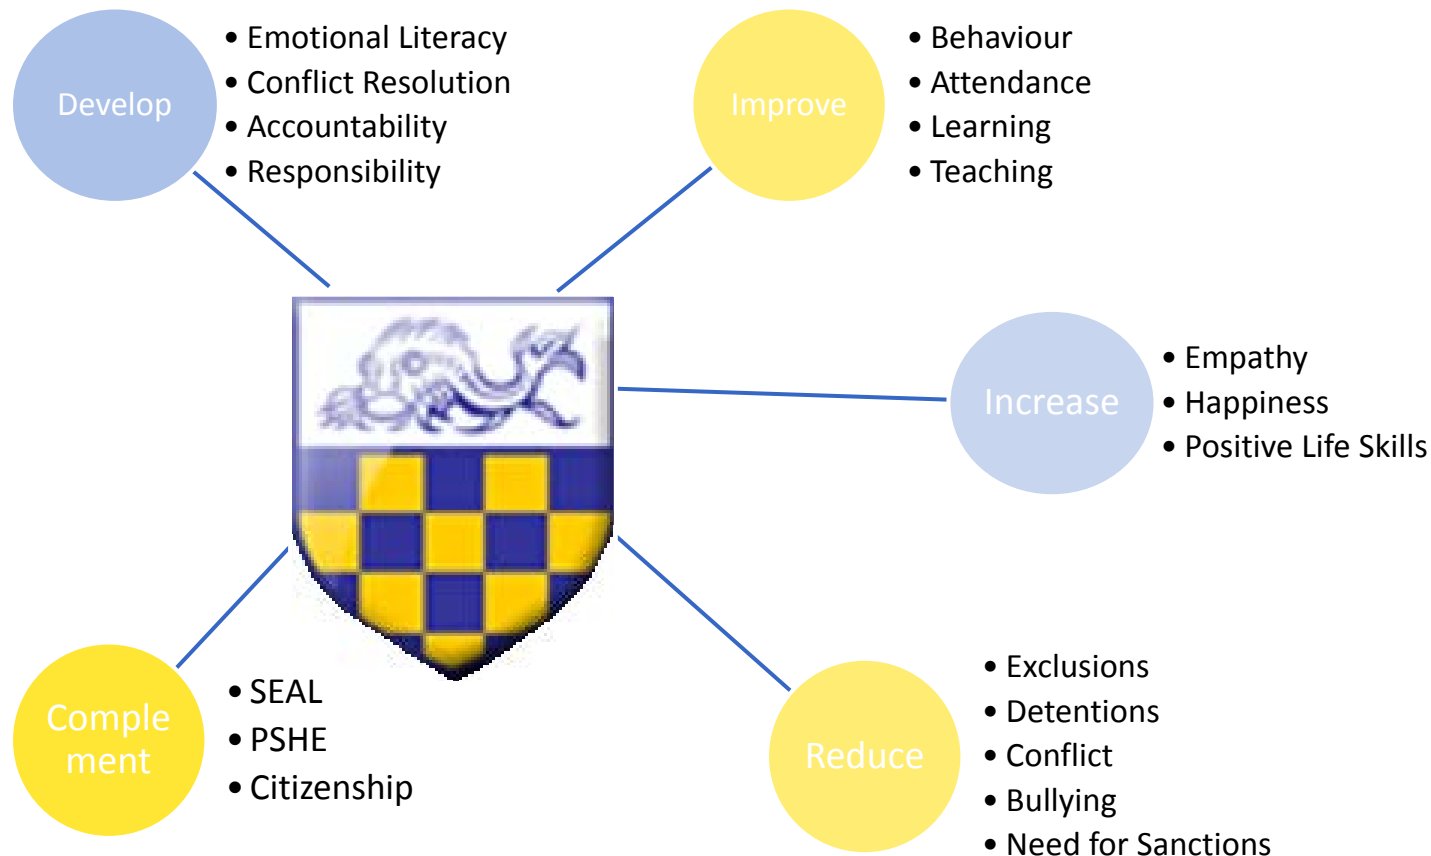 Develop
• Emotional Literacy
• Conflict Resolution
• Accountability
• Responsibility
Improve
• Behaviour
• Attendance
• Learning
• Teaching
Increase
• Empathy
• Happiness
• Positive Life Skills
Comple
ment
• SEAL
• PSHE
• Citizenship
Reduce
• Exclusions
• Detentions
• Conflict
• Bullying
• Need for Sanctions